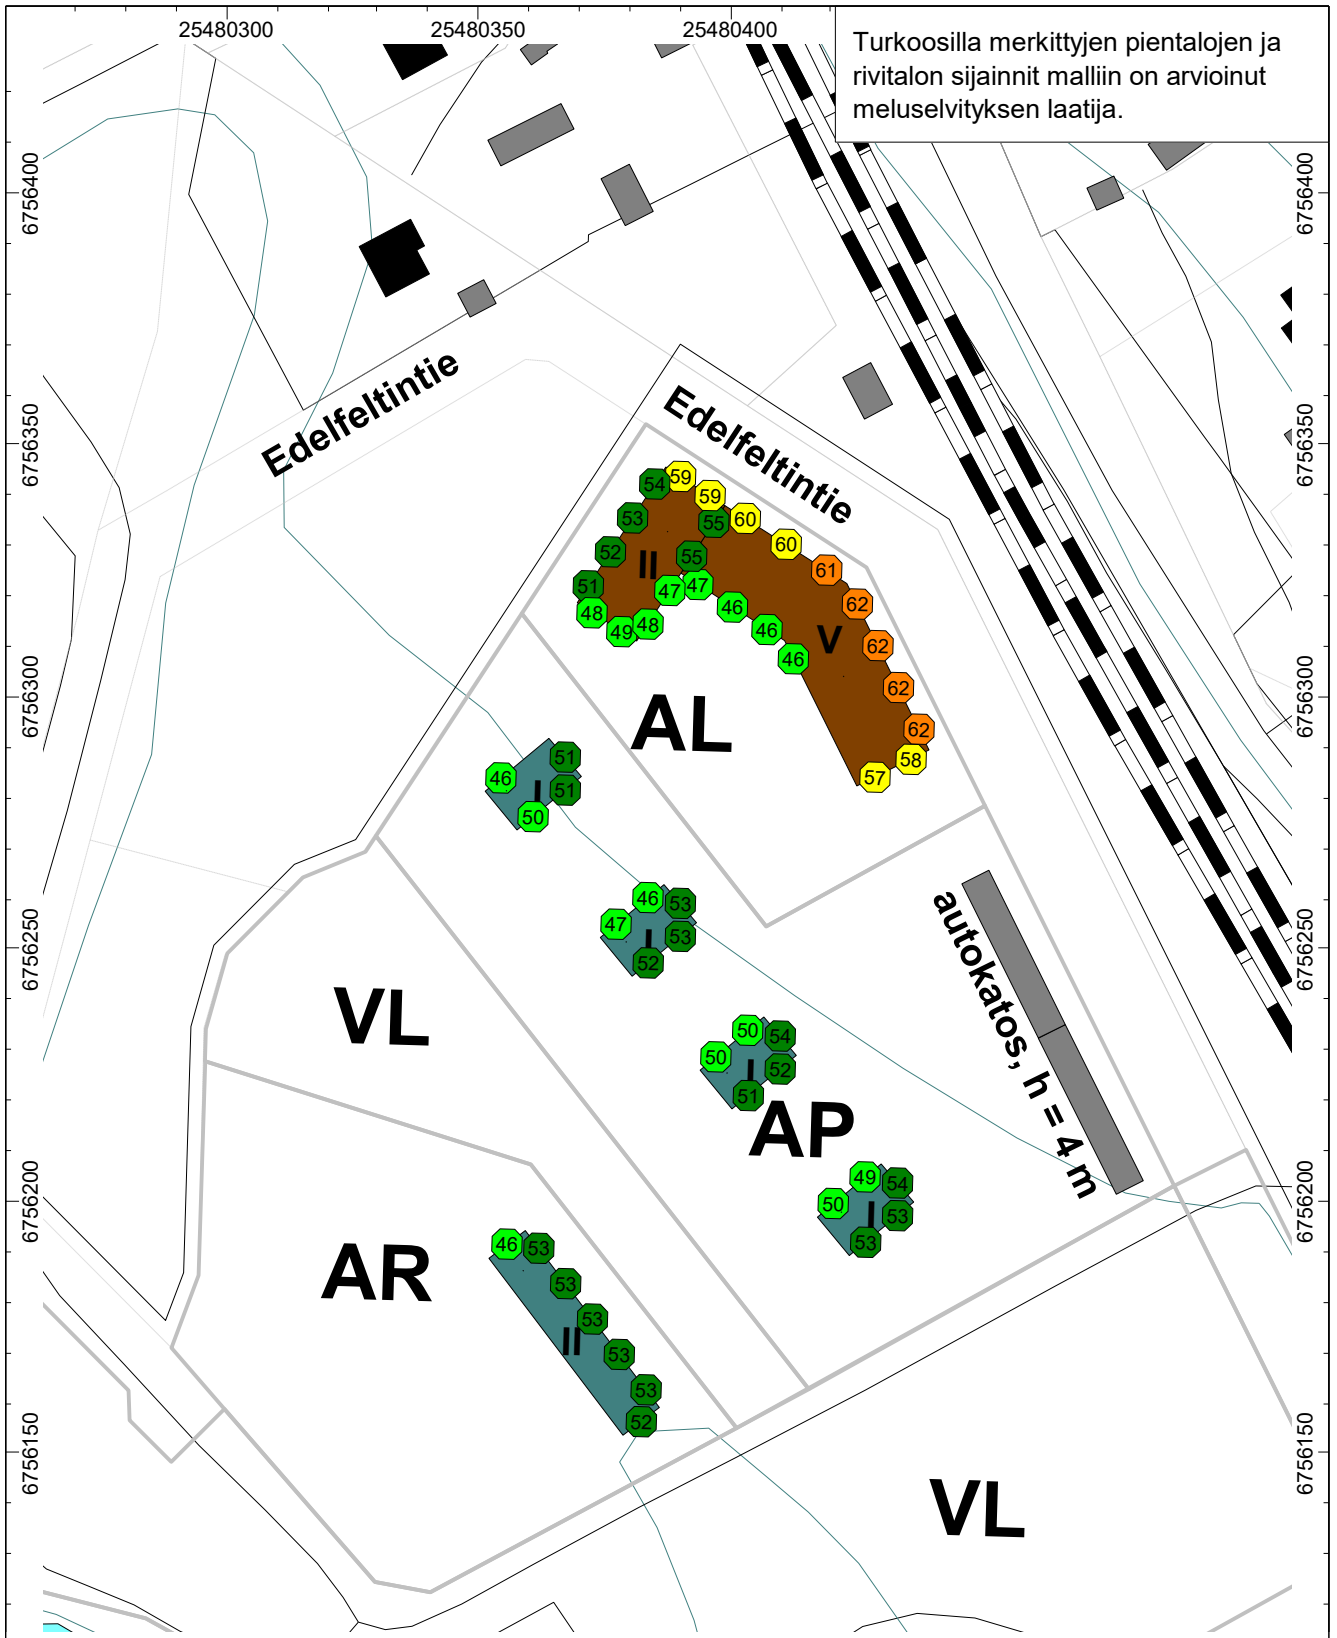 25480300 25480350 25480400
Turkoosilla merkittyjen pientalojen ja
rivitalon sijainnit malliin on arvioinut
meluselvityksen laatija.
6756400 6756400
6756350 6756350
6756300 6756300
6756250 6756250
6756200 6756200
6756150 6756150
Edelfeltintie
Edelfeltintie
54 59
59
53 55 60
60
52 55
61
II
51 47 47
62
48 46
49 48 46 62
V
46
62
62
58
57
AL
51
46 51
I
50
46 53
47 53
I
52
autokatos, h = 4 m
VL
50 54
50 52
I
51
AP
49 54
50 53
I
53
AR
46 53
53
53
II
53
53
52
VL